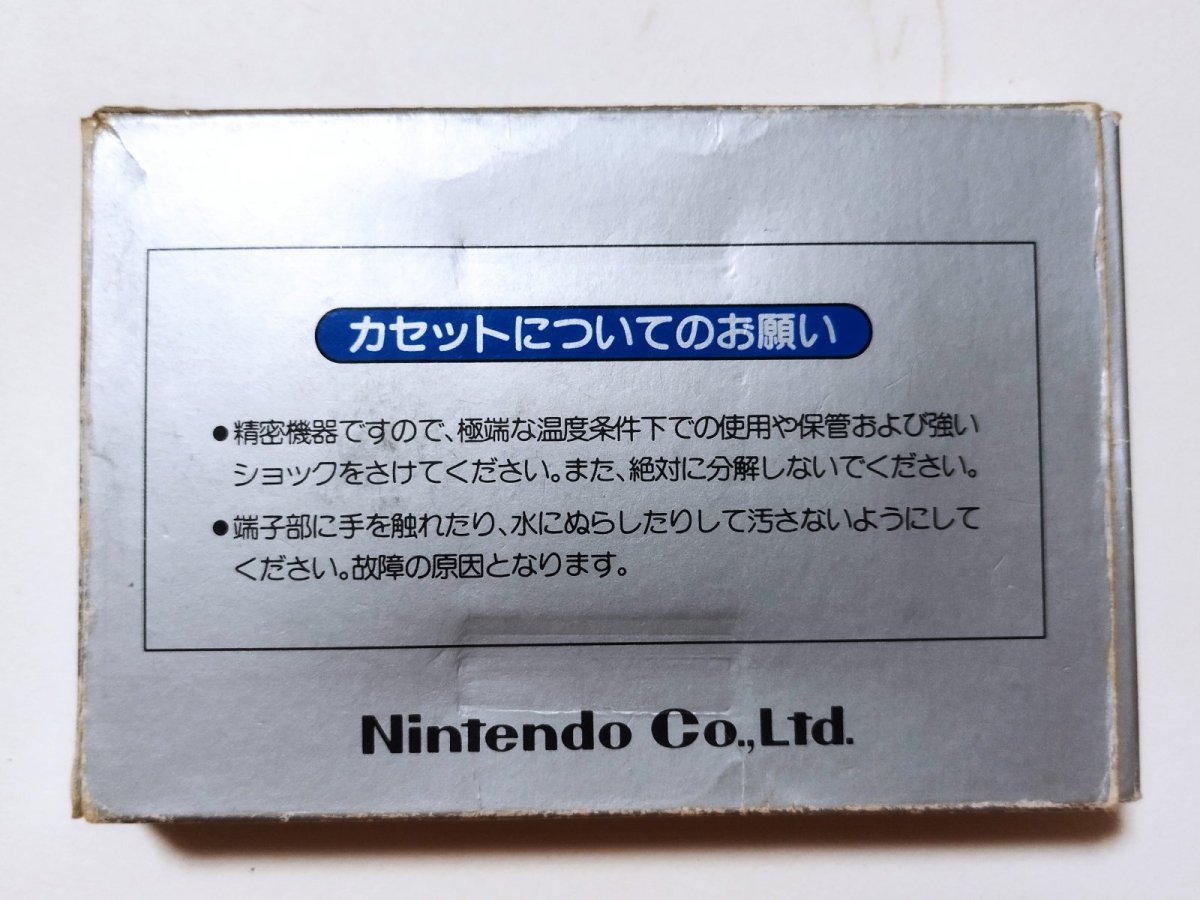 カセットについてのお願い
●精密機器ですので、極端な温度条件下での使用や保管および強い
ショックをさけてください。また、絶対に分解しないでください。
●端子部に手を触れたり、水にぬらしたりして汚さないようにして
ください。故障の原因となります。
Nintendo Co.,Ltd.